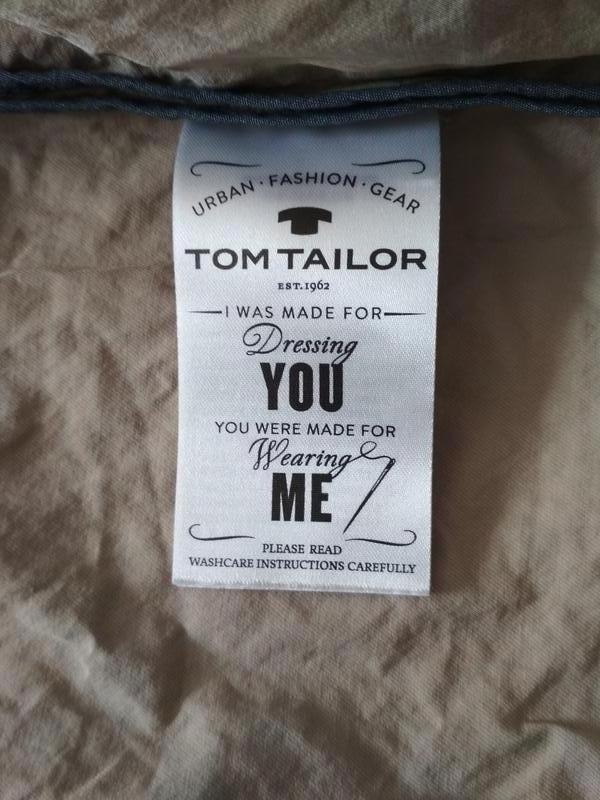 URBAN · FASHION · GEAR
TOM TAILOR
EST. 1962
I WAS MADE FOR
Dressing
YOU
YOU WERE MADE FOR
Wearing
ME
PLEASE READ
WASHCARE INSTRUCTIONS CAREFULLY